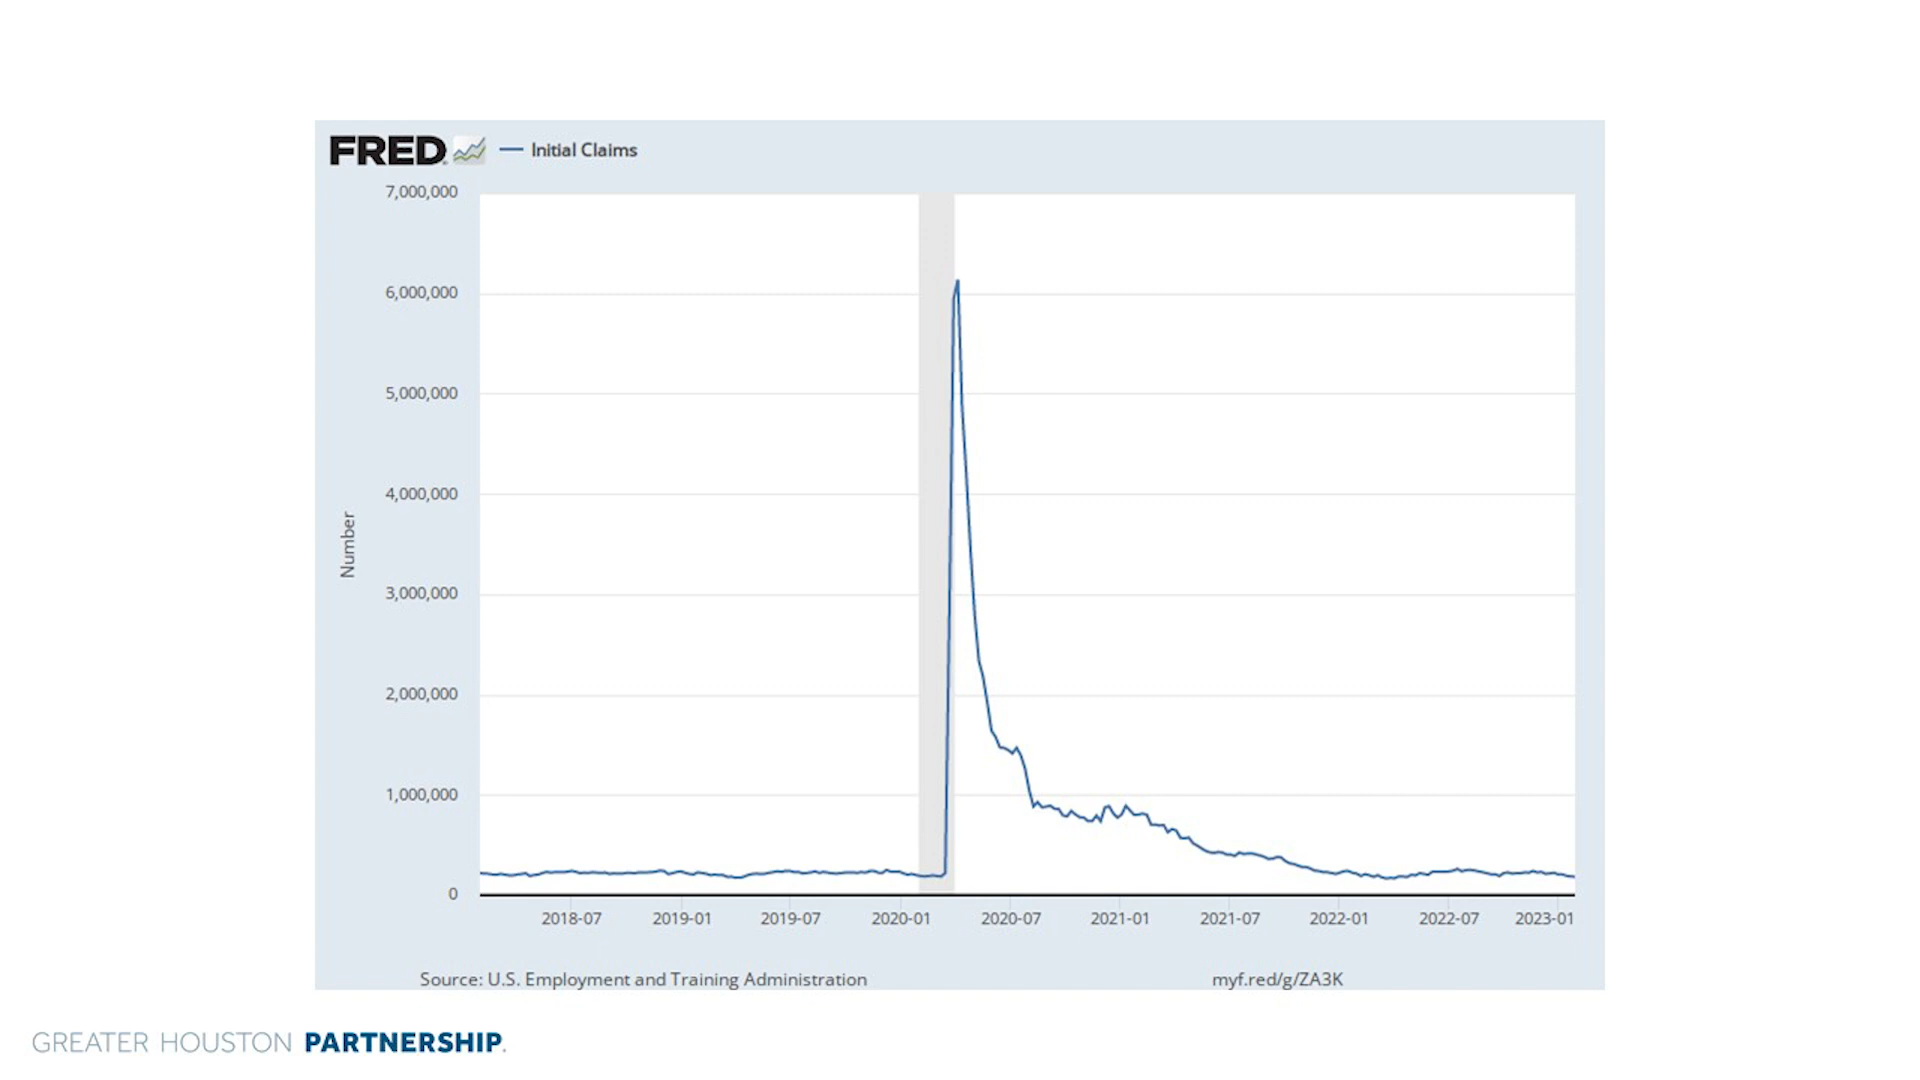 FRED
Initial Claims
7,000,000
6,000,000
5,000,000
4,000,000
3,000,000
2,000,000
1,000,000
0
Number
2018-07 2019-01 2019-07 2020-01 2020-07 2021-01 2021-07 2022-01 2022-07 2023-01
Source: U.S. Employment and Training Administration
myf.red/g/ZA3K
GREATER HOUSTON PARTNERSHIP.